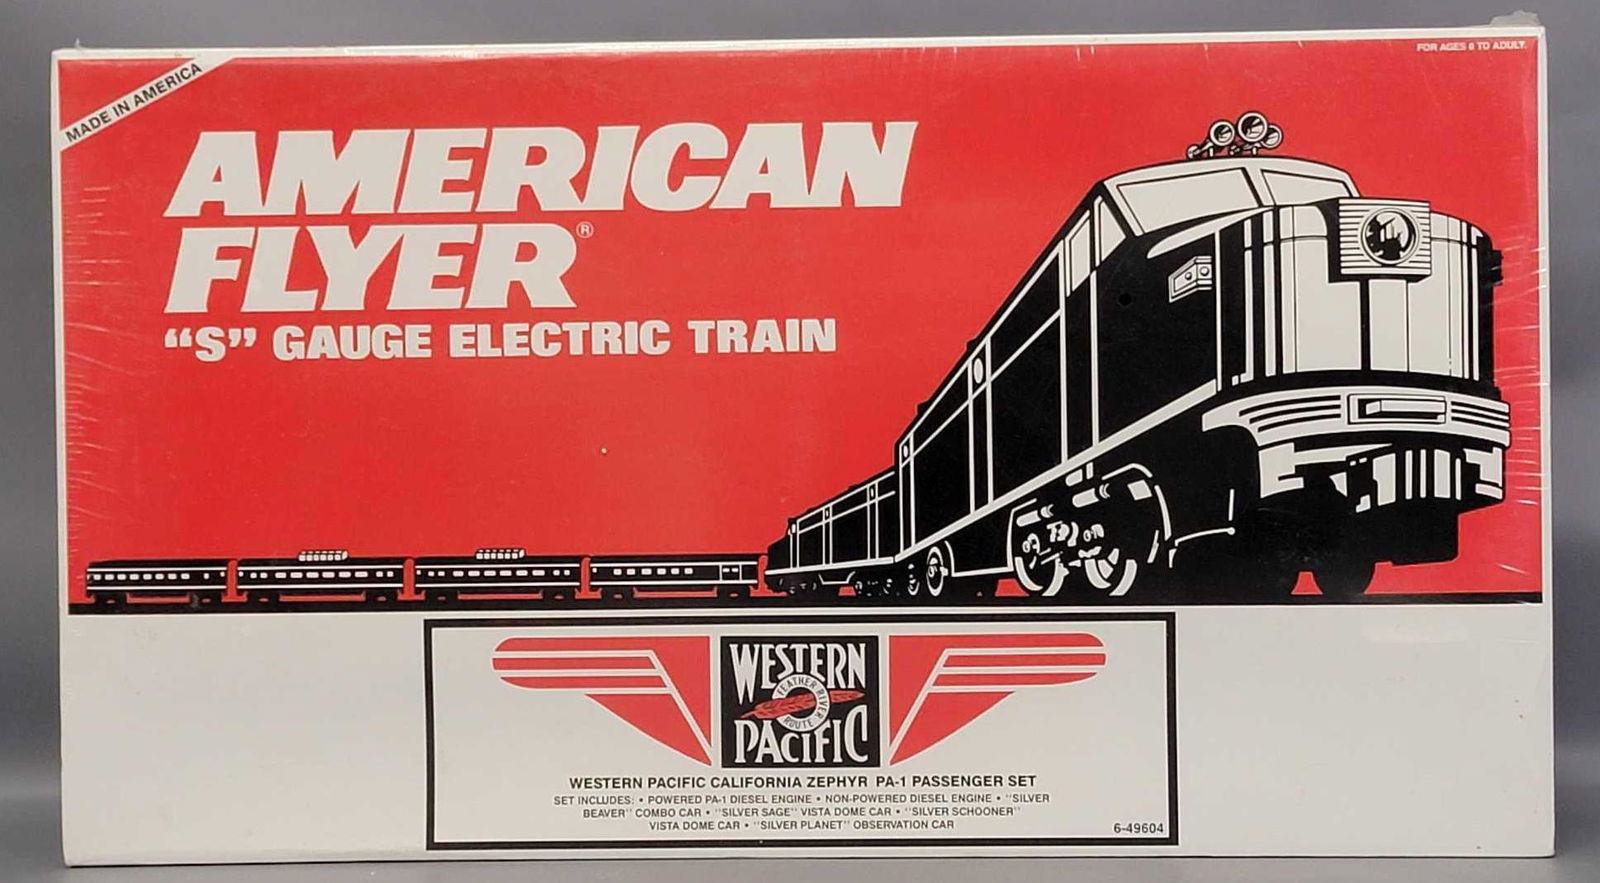 FOR AGES 8 TO ADULT.
MADE IN AMERICA
AMERICAN
FLYER®
“S” GAUGE ELECTRIC TRAIN
WESTERN
FEATHER RIVER
ROUTE
PACIFIC
WESTERN PACIFIC CALIFORNIA ZEPHYR PA-1 PASSENGER SET
SET INCLUDES: • POWERED PA-1 DIESEL ENGINE • NON-POWERED DIESEL ENGINE • "SILVER
BEAVER" COMBO CAR • "SILVER SAGE" VISTA DOME CAR • "SILVER SCHOONER"
VISTA DOME CAR • "SILVER PLANET" OBSERVATION CAR
6-49604